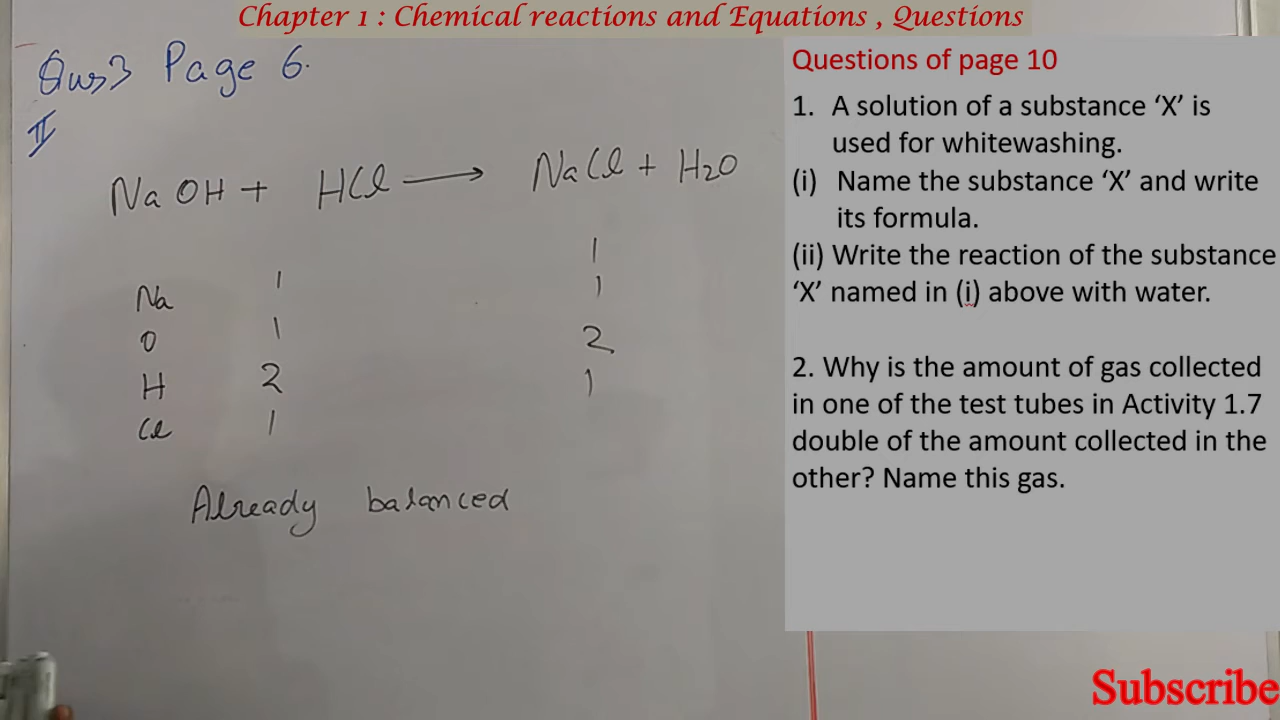 Chapter 1 : Chemical reactions and Equations , Questions
Ques3 Page 6.
II
NaOH + HCl → NaCl + H2O
1
Na 1 1
O 1 2
H 2 1
Cl 1
Already balanced
Questions of page 10
1. A solution of a substance ‘X’ is
used for whitewashing.
(i) Name the substance ‘X’ and write
its formula.
(ii) Write the reaction of the substance
‘X’ named in (i) above with water.
2. Why is the amount of gas collected
in one of the test tubes in Activity 1.7
double of the amount collected in the
other? Name this gas.
Subscribe